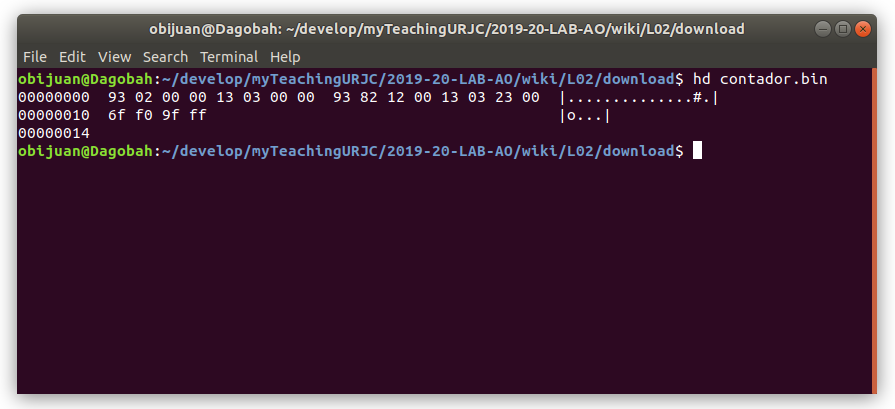 obijuan@Dagobah: ~/develop/myTeachingURJC/2019-20-LAB-AO/wiki/L02/download
File Edit View Search Terminal Help
obijuan@Dagobah:~/develop/myTeachingURJC/2019-20-LAB-AO/wiki/L02/download$ hd contador.bin
00000000  93 02 00 00 13 03 00 00  93 82 12 00 13 03 23 00  |..............#.|
00000010  6f f0 9f ff                                       |o...|
00000014
obijuan@Dagobah:~/develop/myTeachingURJC/2019-20-LAB-AO/wiki/L02/download$